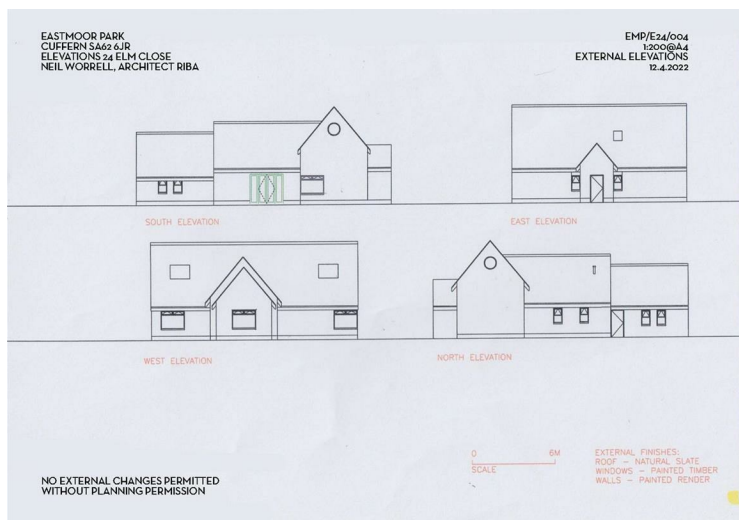 EASTMOOR PARK
CUFFERN SA62 6JR
ELEVATIONS 24 ELM CLOSE
NEIL WORRELL, ARCHITECT RIBA
EMP/E24/004
1:200@A4
EXTERNAL ELEVATIONS
12.4.2022
SOUTH ELEVATION
EAST ELEVATION
WEST ELEVATION
NORTH ELEVATION
0 6M
SCALE
EXTERNAL FINISHES:
ROOF – NATURAL SLATE
WINDOWS – PAINTED TIMBER
WALLS – PAINTED RENDER
NO EXTERNAL CHANGES PERMITTED
WITHOUT PLANNING PERMISSION